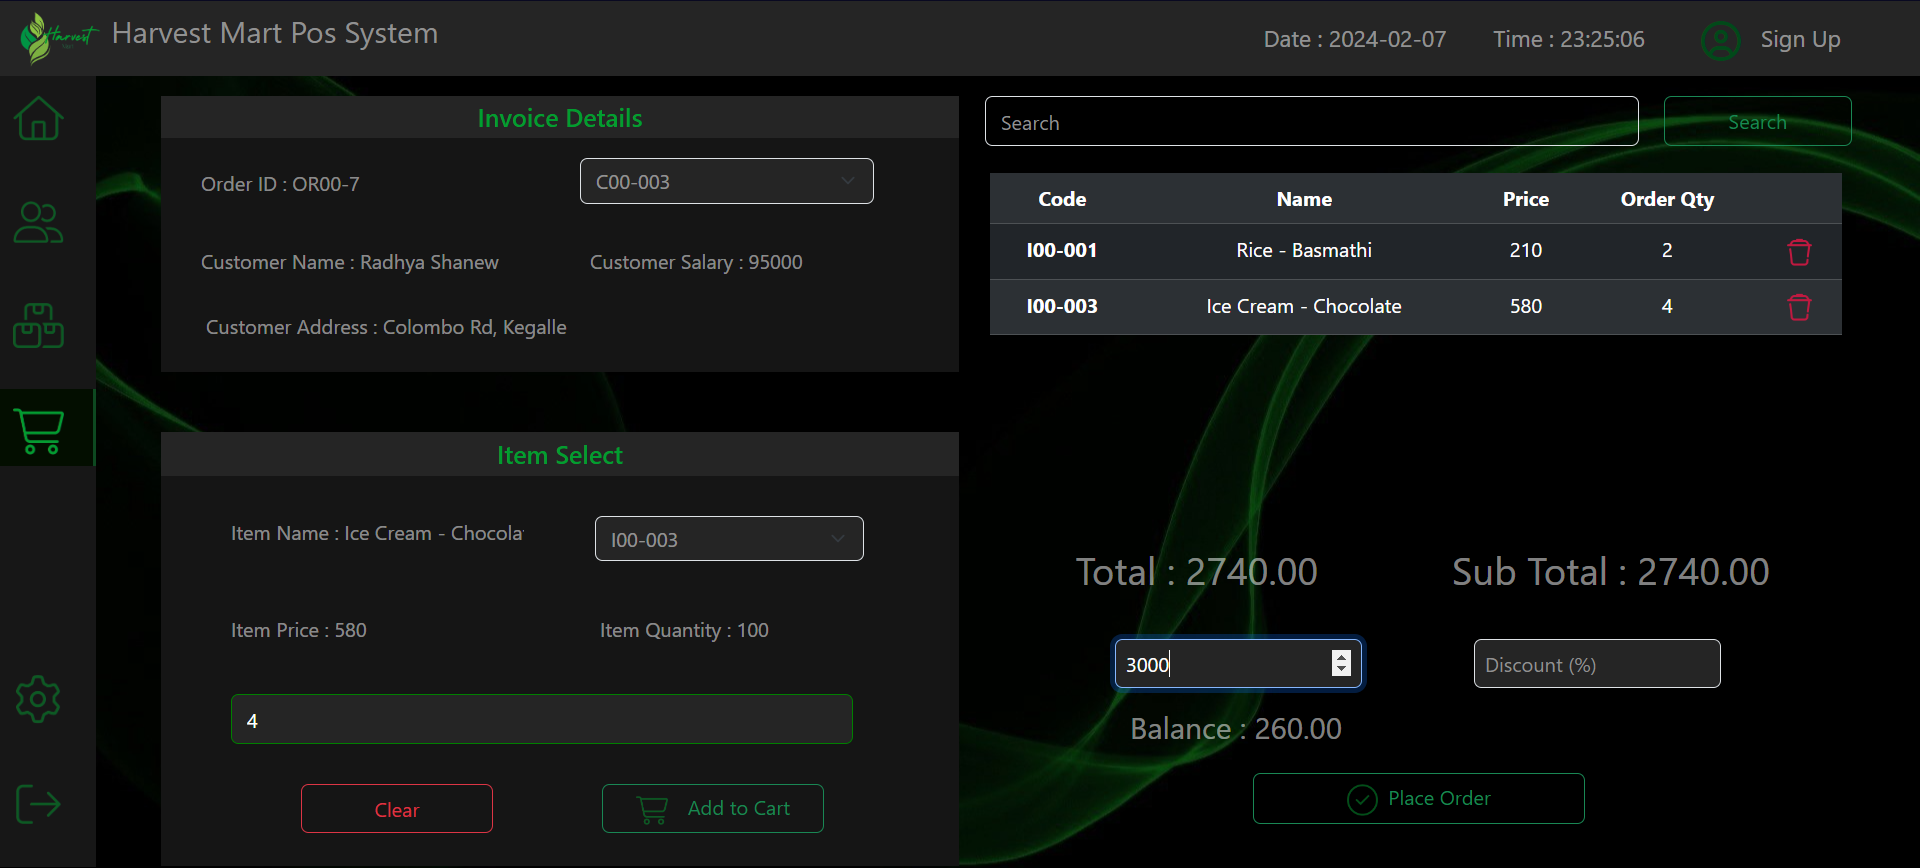 Harvest
Harvest Mart Pos System
Date : 2024-02-07
Time : 23:25:06
Sign Up
Invoice Details
Order ID : OR00-7
C00-003
Customer Name : Radhya Shanew
Customer Salary : 95000
Customer Address : Colombo Rd, Kegalle
Item Select
Item Name : Ice Cream - Chocola
I00-003
Item Price : 580
Item Quantity : 100
4
Clear
Add to Cart
Search
Search
Code Name Price Order Qty
I00-001 Rice - Basmathi 210 2
I00-003 Ice Cream - Chocolate 580 4
Total : 2740.00
Sub Total : 2740.00
3000
Discount (%)
Balance : 260.00
Place Order